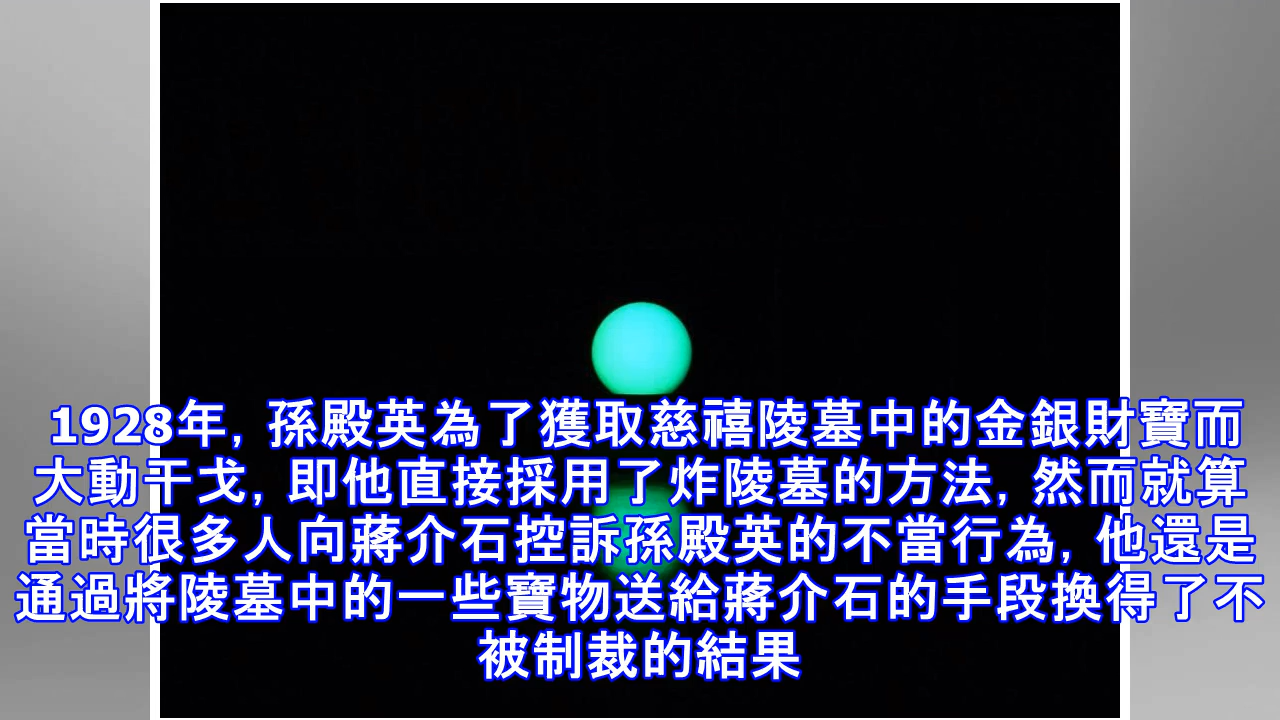 1928年, 孫殿英為了獲取慈禧陵墓中的金銀財寶而
大動干戈, 即他直接採用了炸陵墓的方法, 然而就算
當時很多人向蔣介石控訴孫殿英的不當行為, 他還是
通過將陵墓中的一些寶物送給蔣介石的手段換得了不
被制裁的結果